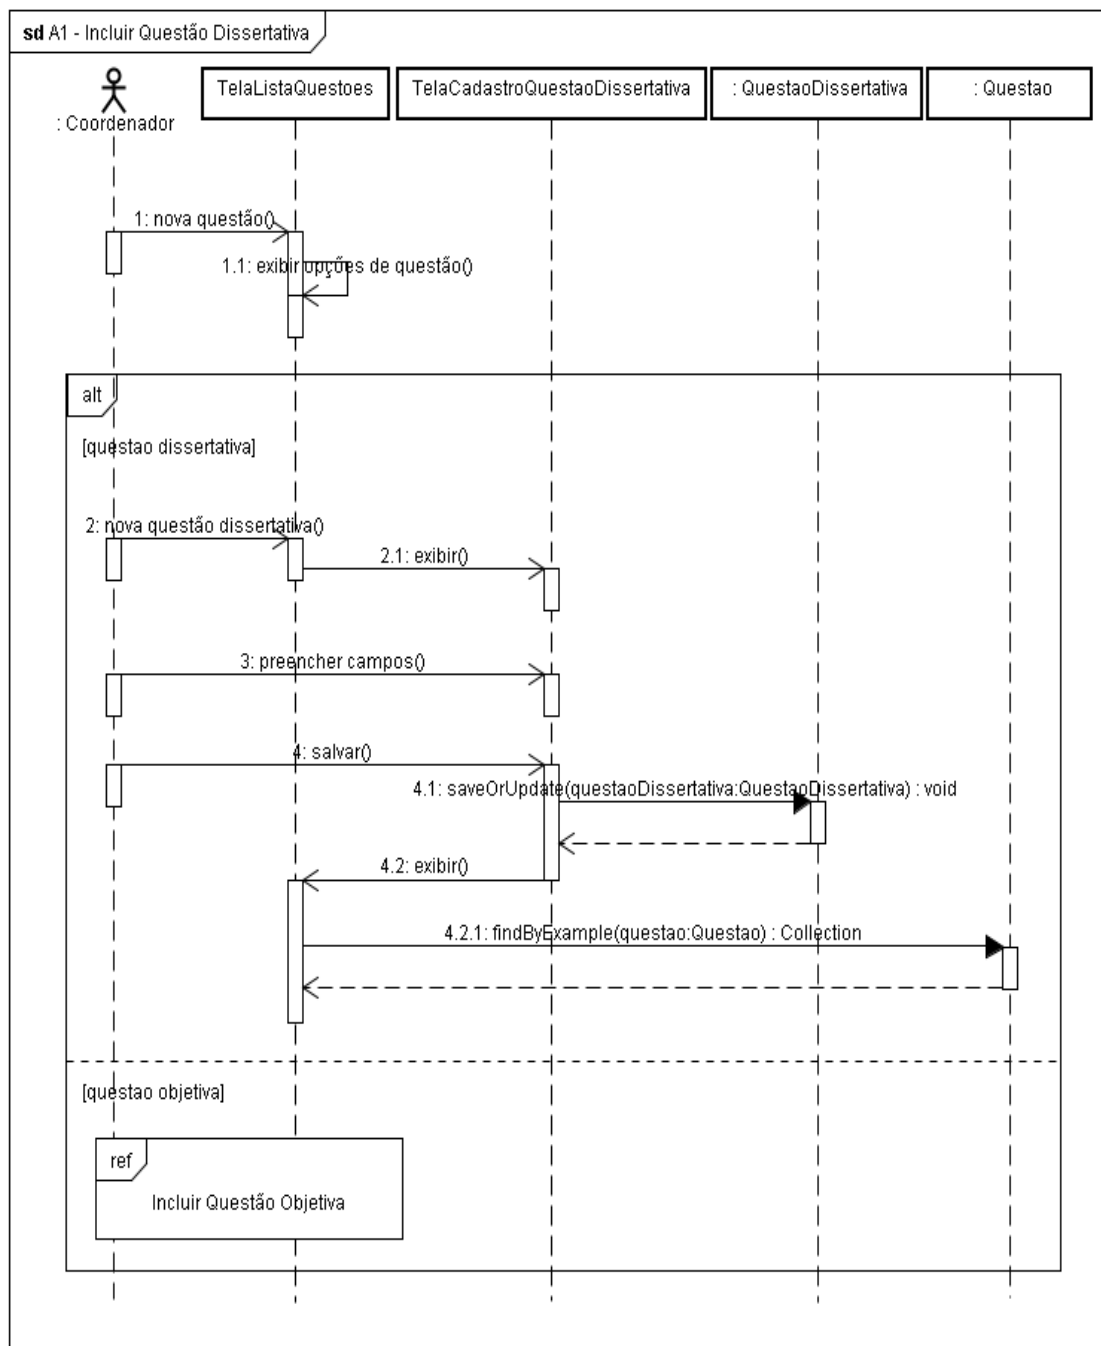 sd A1 - Incluir Questão Dissertativa
: Coordenador
TelaListaQuestoes
TelaCadastroQuestaoDissertativa
: QuestaoDissertativa
: Questao
1: nova questão()
1.1: exibir opções de questão()
alt
[questao dissertativa]
2: nova questão dissertativa()
2.1: exibir()
3: preencher campos()
4: salvar()
4.1: saveOrUpdate(questaoDissertativa:QuestaoDissertativa) : void
4.2: exibir()
4.2.1: findByExample(questao:Questao) : Collection
[questao objetiva]
ref
Incluir Questão Objetiva